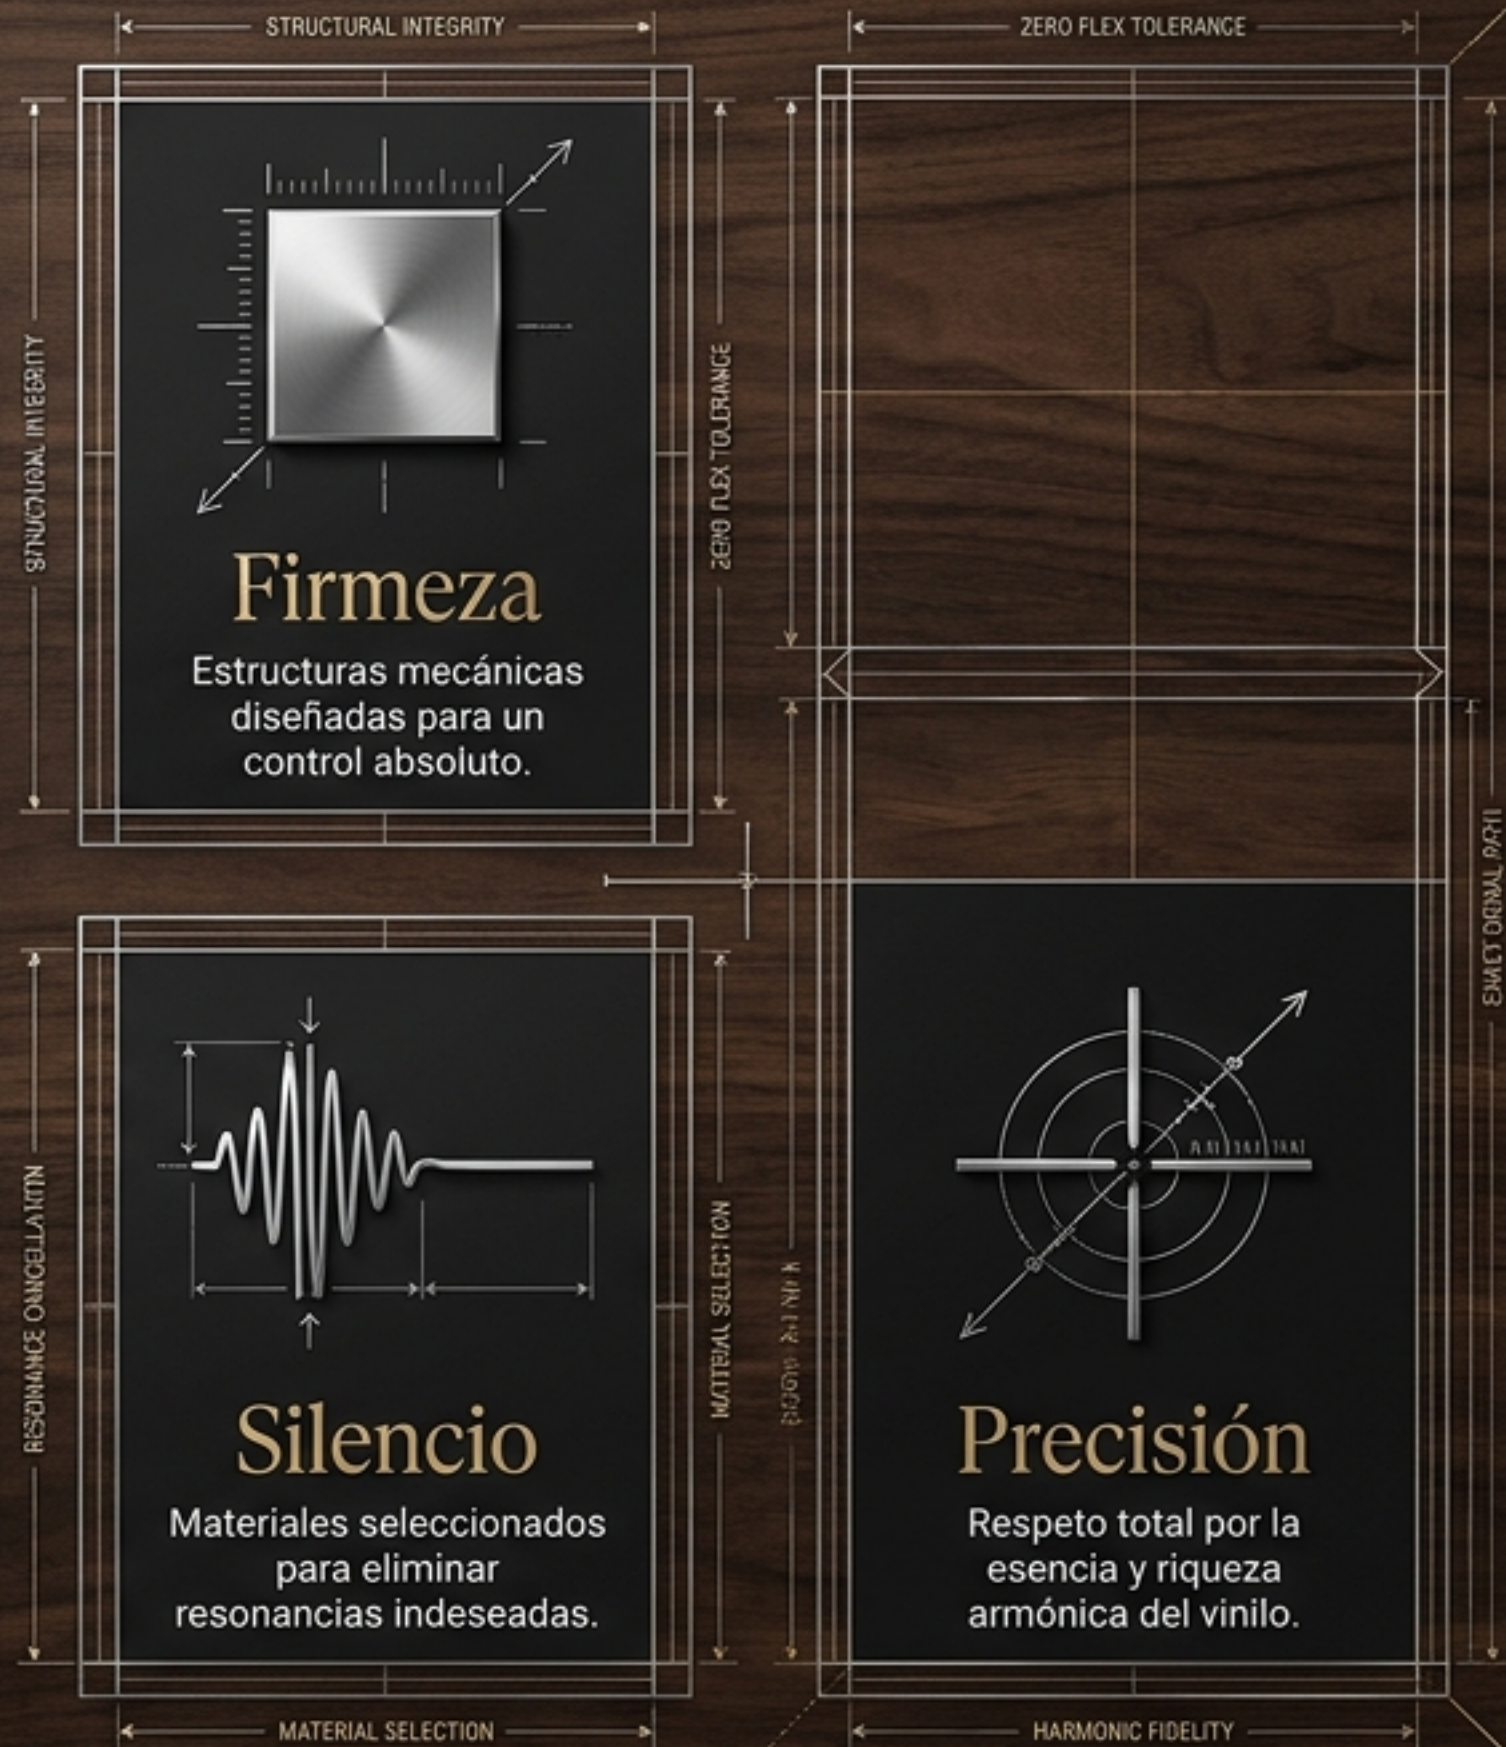 STRUCTURAL INTEGRITY
ZERO FLEX TOLERANCE
ZERO FLEX TOLERANCE
Firmeza
Estructuras mecánicas
diseñadas para un
control absoluto.
MATERIAL SELECTION
Silencio
Materiales seleccionados
para eliminar
resonancias indeseadas.
Precisión
Respeto total por la
esencia y riqueza
armónica del vinilo.
MATERIAL SELECTION
HARMONIC FIDELITY